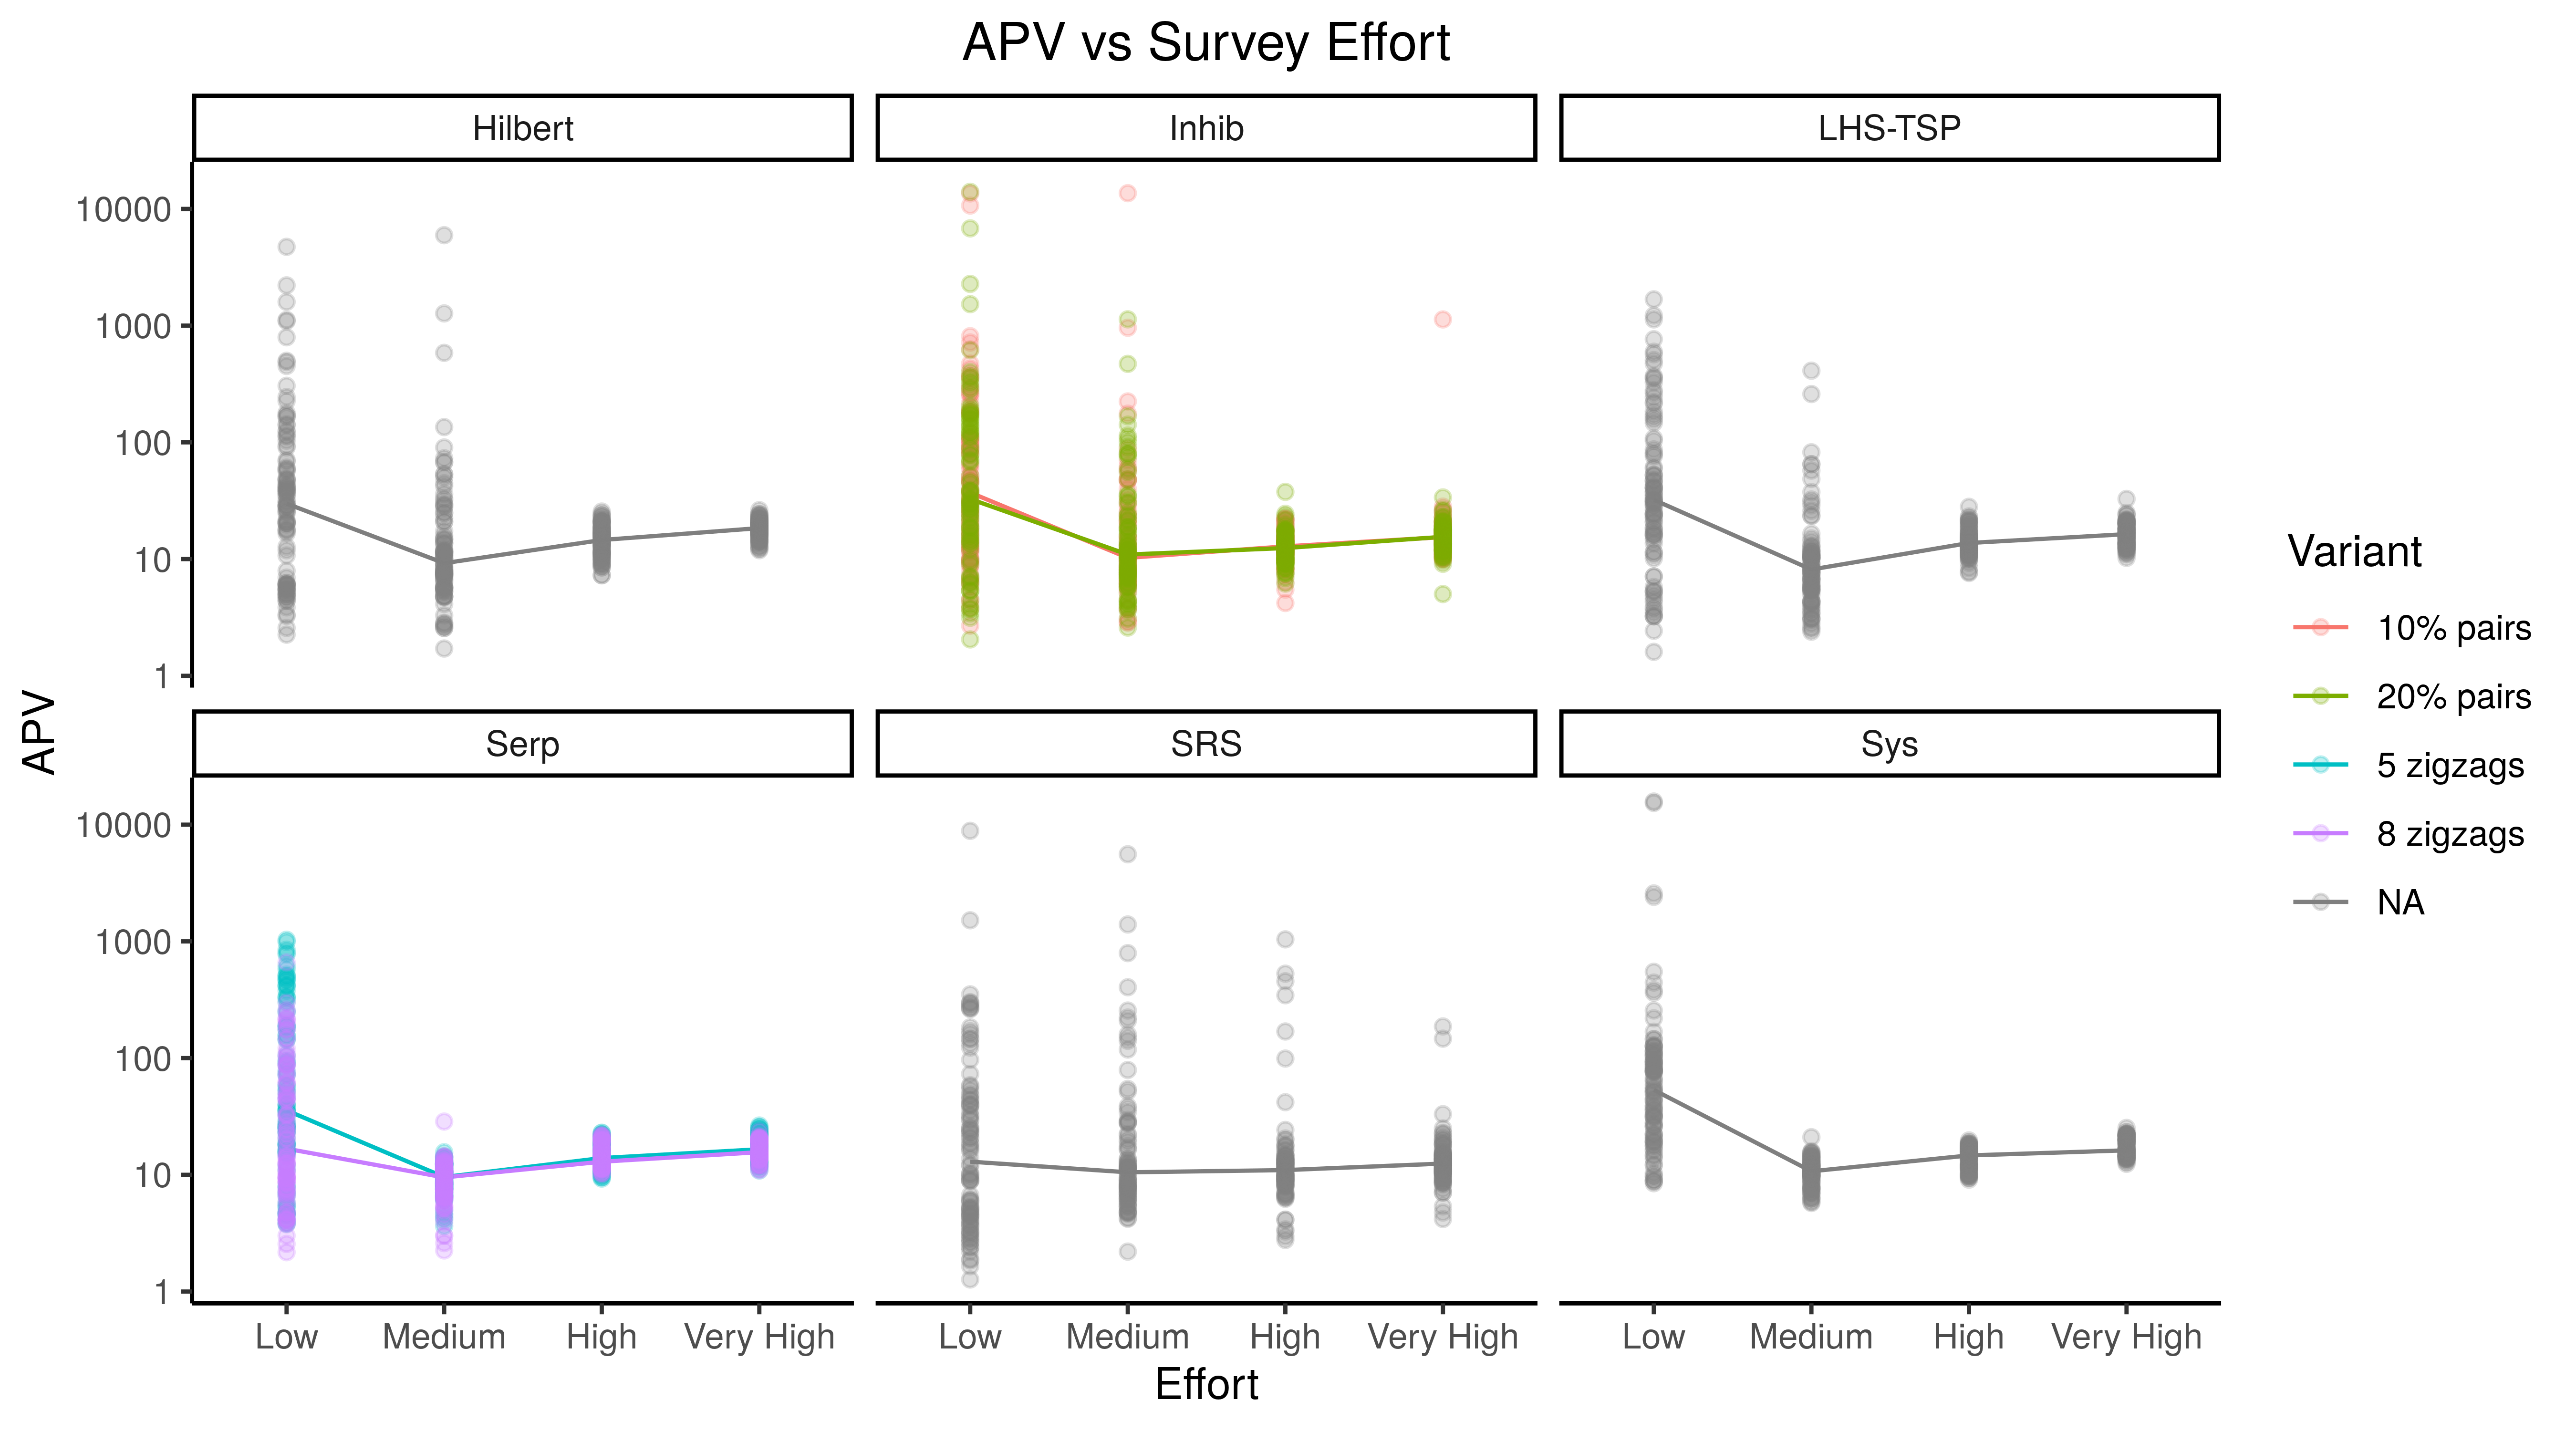 APV vs Survey Effort
Hilbert
Inhib
LHS-TSP
10000
1000
100
10
1
Serp
SRS
Sys
10000
1000
100
10
1
APV
Low Medium High Very High
Low Medium High Very High
Low Medium High Very High
Effort
Variant
10% pairs
20% pairs
5 zigzags
8 zigzags
NA